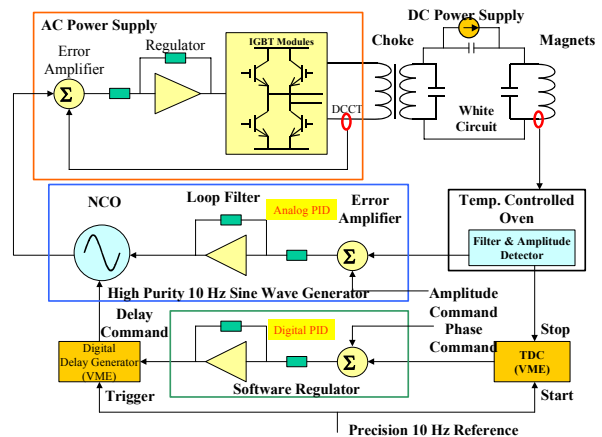 AC Power Supply
DC Power Supply
Error
Amplifier
Regulator
IGBT Modules
Choke
Magnets
Σ
DCCT
White
Circuit
NCO
Loop Filter
Analog PID
Error
Amplifier
Σ
Temp. Controlled
Oven
Filter & Amplitude
Detector
High Purity 10 Hz Sine Wave Generator
Amplitude
Command
Delay
Command
Digital PID
Phase
Command
Stop
Digital
Delay Generator
(VME)
Σ
TDC
(VME)
Software Regulator
Trigger
Start
Precision 10 Hz Reference